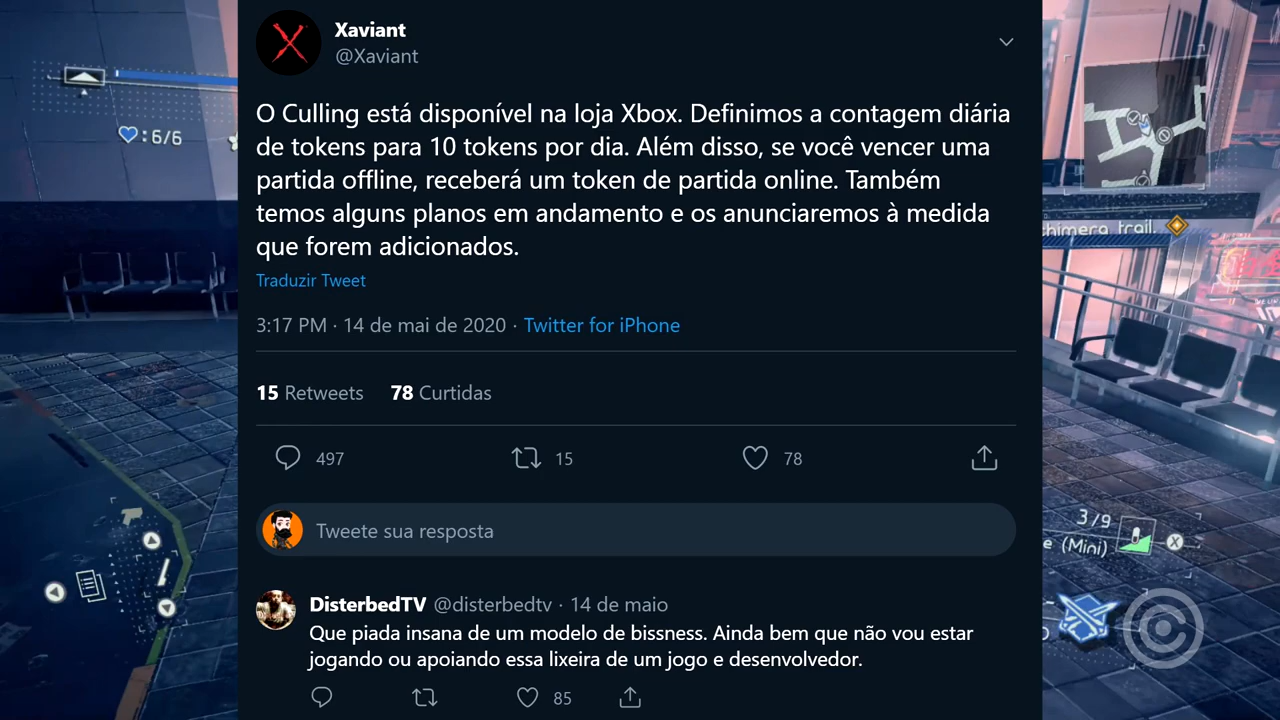 Xaviant
@Xaviant
O Culling está disponível na loja Xbox. Definimos a contagem diária
de tokens para 10 tokens por dia. Além disso, se você vencer uma
partida offline, receberá um token de partida online. Também
temos alguns planos em andamento e os anunciaremos à medida
que forem adicionados.
Traduzir Tweet
3:17 PM · 14 de mai de 2020 · Twitter for iPhone
15 Retweets 78 Curtidas
497 15 78
Tweete sua resposta
DisterbedTV @disterbedtv · 14 de maio
Que piada insana de um modelo de bissness. Ainda bem que não vou estar
jogando ou apoiando essa lixeira de um jogo e desenvolvedor.
85
: 6/6
chimera trail.
3/9
(Mini)
X
C